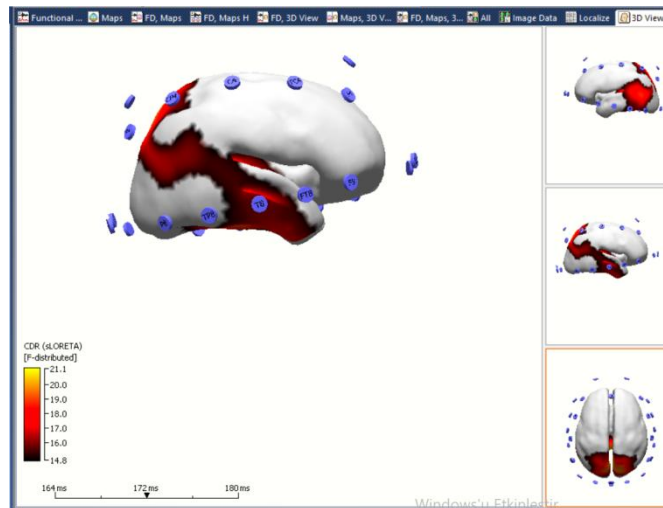 Functional ... Maps FD, Maps FD, Maps H FD, 3D View Maps, 3D V... FD, Maps, 3... All Image Data Localize 3D View
CDR (sLORETA)
[F-distributed]
21.1
20.0
19.0
18.0
17.0
16.0
14.8
164 ms 172 ms 180 ms
Windows'u Etkinleştir